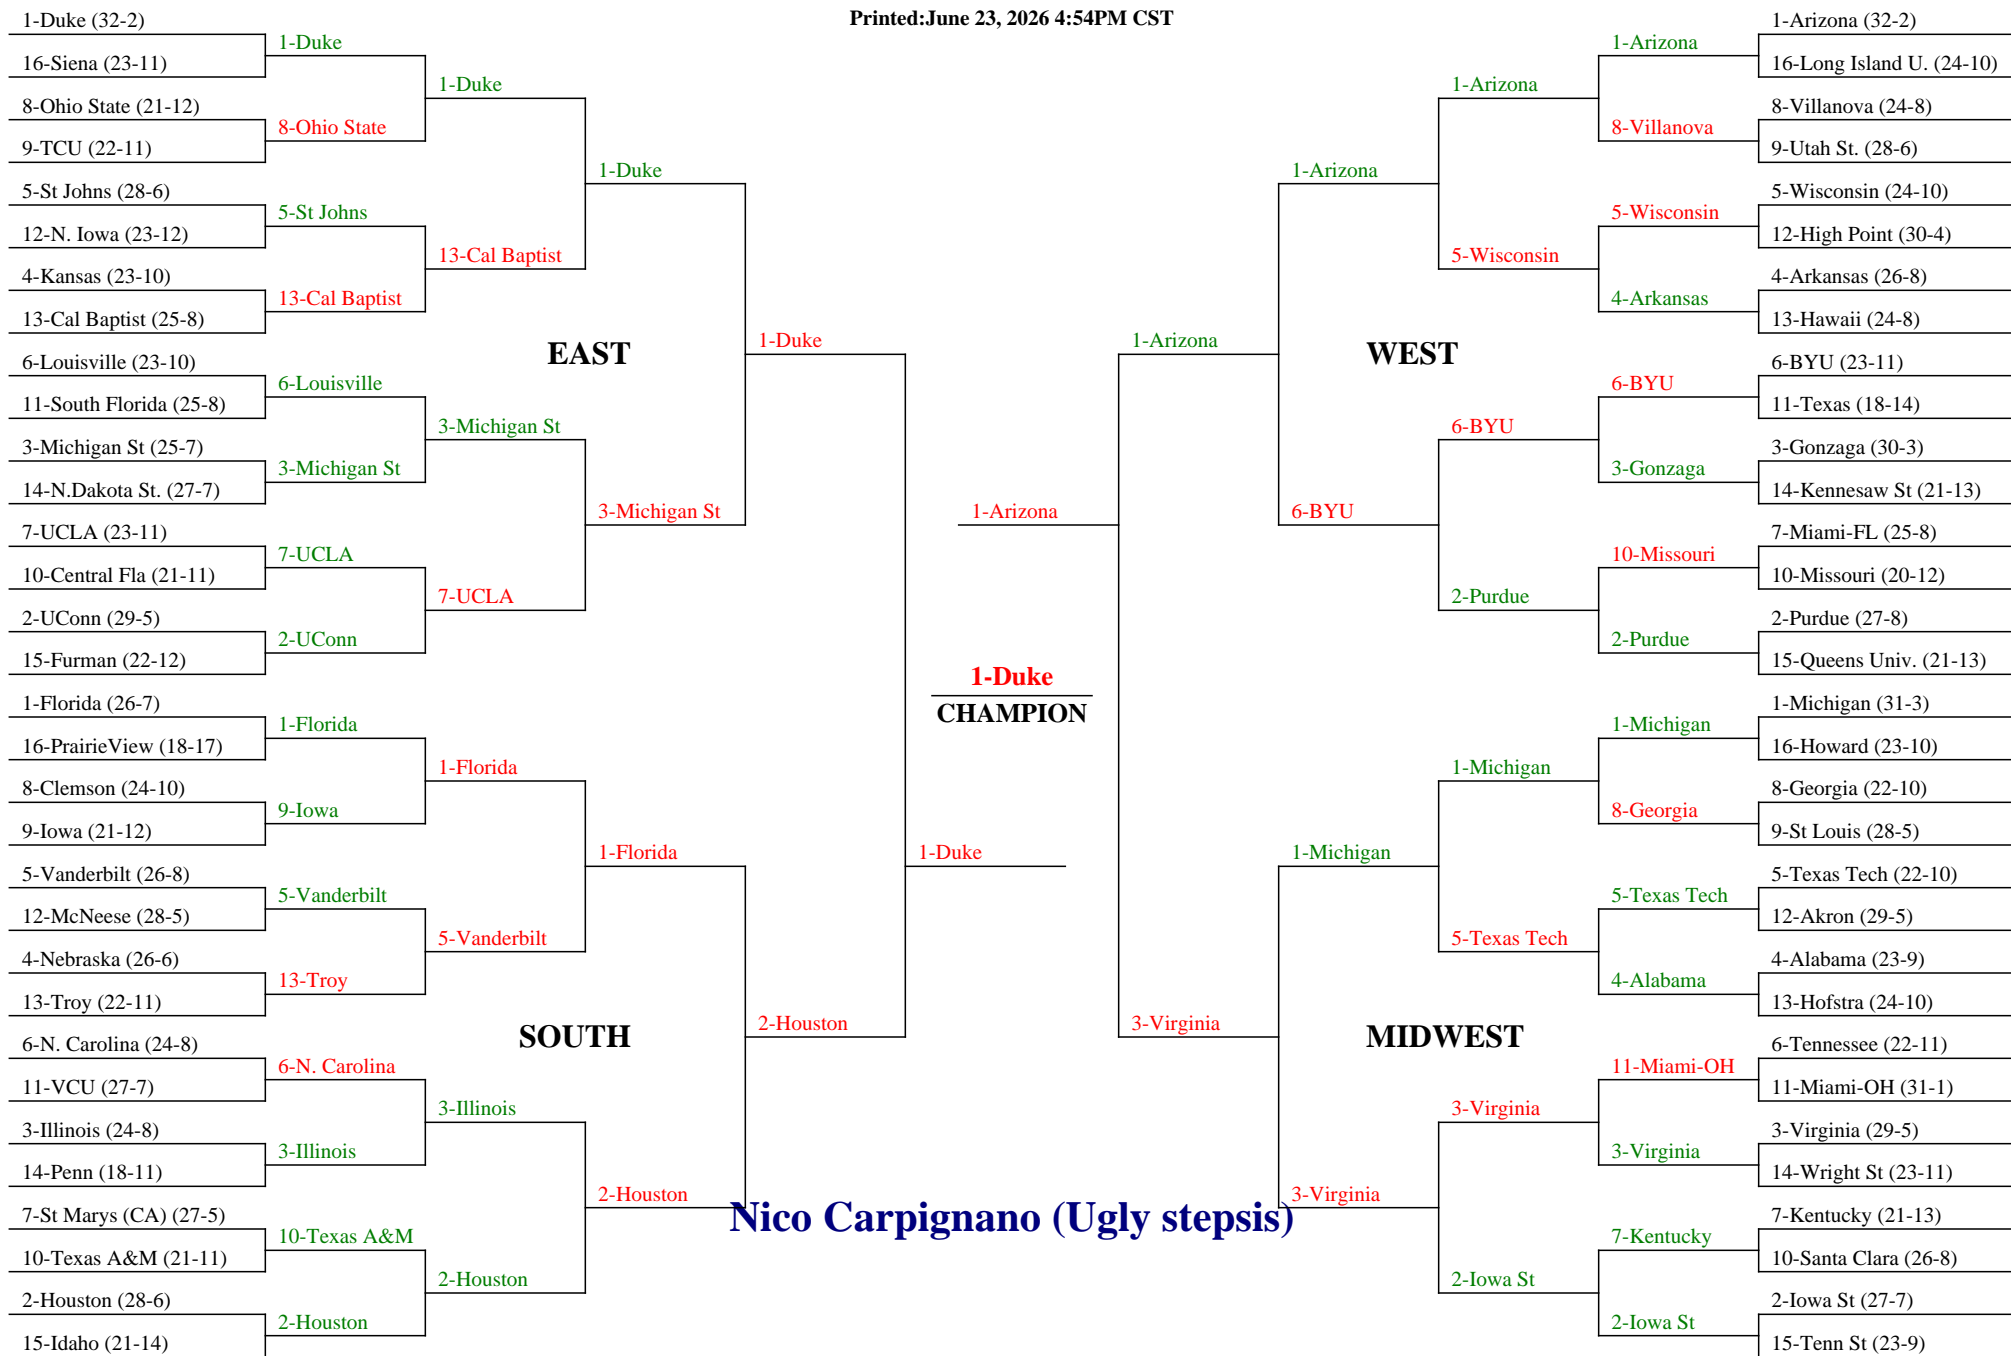 Printed:June 23, 2026 4:54PM CST
1-Duke (32-2)
16-Siena (23-11)
8-Ohio State (21-12)
9-TCU (22-11)
5-St Johns (28-6)
12-N. Iowa (23-12)
4-Kansas (23-10)
13-Cal Baptist (25-8)
6-Louisville (23-10)
11-South Florida (25-8)
3-Michigan St (25-7)
14-N.Dakota St. (27-7)
7-UCLA (23-11)
10-Central Fla (21-11)
2-UConn (29-5)
15-Furman (22-12)
1-Florida (26-7)
16-PrairieView (18-17)
8-Clemson (24-10)
9-Iowa (21-12)
5-Vanderbilt (26-8)
12-McNeese (28-5)
4-Nebraska (26-6)
13-Troy (22-11)
6-N. Carolina (24-8)
11-VCU (27-7)
3-Illinois (24-8)
14-Penn (18-11)
7-St Marys (CA) (27-5)
10-Texas A&M (21-11)
2-Houston (28-6)
15-Idaho (21-14)
1-Duke
8-Ohio State
5-St Johns
13-Cal Baptist
6-Louisville
3-Michigan St
7-UCLA
2-UConn
1-Florida
9-Iowa
5-Vanderbilt
13-Troy
6-N. Carolina
3-Illinois
10-Texas A&M
2-Houston
1-Duke
13-Cal Baptist
3-Michigan St
7-UCLA
1-Florida
5-Vanderbilt
3-Illinois
2-Houston
1-Duke
3-Michigan St
1-Florida
2-Houston
EAST
SOUTH
1-Duke
2-Houston
1-Duke
1-Arizona
1-Duke
CHAMPION
1-Arizona
3-Virginia
WEST
MIDWEST
1-Arizona
6-BYU
1-Michigan
3-Virginia
1-Arizona
5-Wisconsin
6-BYU
2-Purdue
1-Michigan
5-Texas Tech
3-Virginia
2-Iowa St
1-Arizona
8-Villanova
5-Wisconsin
4-Arkansas
6-BYU
3-Gonzaga
10-Missouri
2-Purdue
1-Michigan
8-Georgia
5-Texas Tech
4-Alabama
11-Miami-OH
3-Virginia
7-Kentucky
2-Iowa St
1-Arizona (32-2)
16-Long Island U. (24-10)
8-Villanova (24-8)
9-Utah St. (28-6)
5-Wisconsin (24-10)
12-High Point (30-4)
4-Arkansas (26-8)
13-Hawaii (24-8)
6-BYU (23-11)
11-Texas (18-14)
3-Gonzaga (30-3)
14-Kennesaw St (21-13)
7-Miami-FL (25-8)
10-Missouri (20-12)
2-Purdue (27-8)
15-Queens Univ. (21-13)
1-Michigan (31-3)
16-Howard (23-10)
8-Georgia (22-10)
9-St Louis (28-5)
5-Texas Tech (22-10)
12-Akron (29-5)
4-Alabama (23-9)
13-Hofstra (24-10)
6-Tennessee (22-11)
11-Miami-OH (31-1)
3-Virginia (29-5)
14-Wright St (23-11)
7-Kentucky (21-13)
10-Santa Clara (26-8)
2-Iowa St (27-7)
15-Tenn St (23-9)
Nico Carpignano (Ugly stepsis)